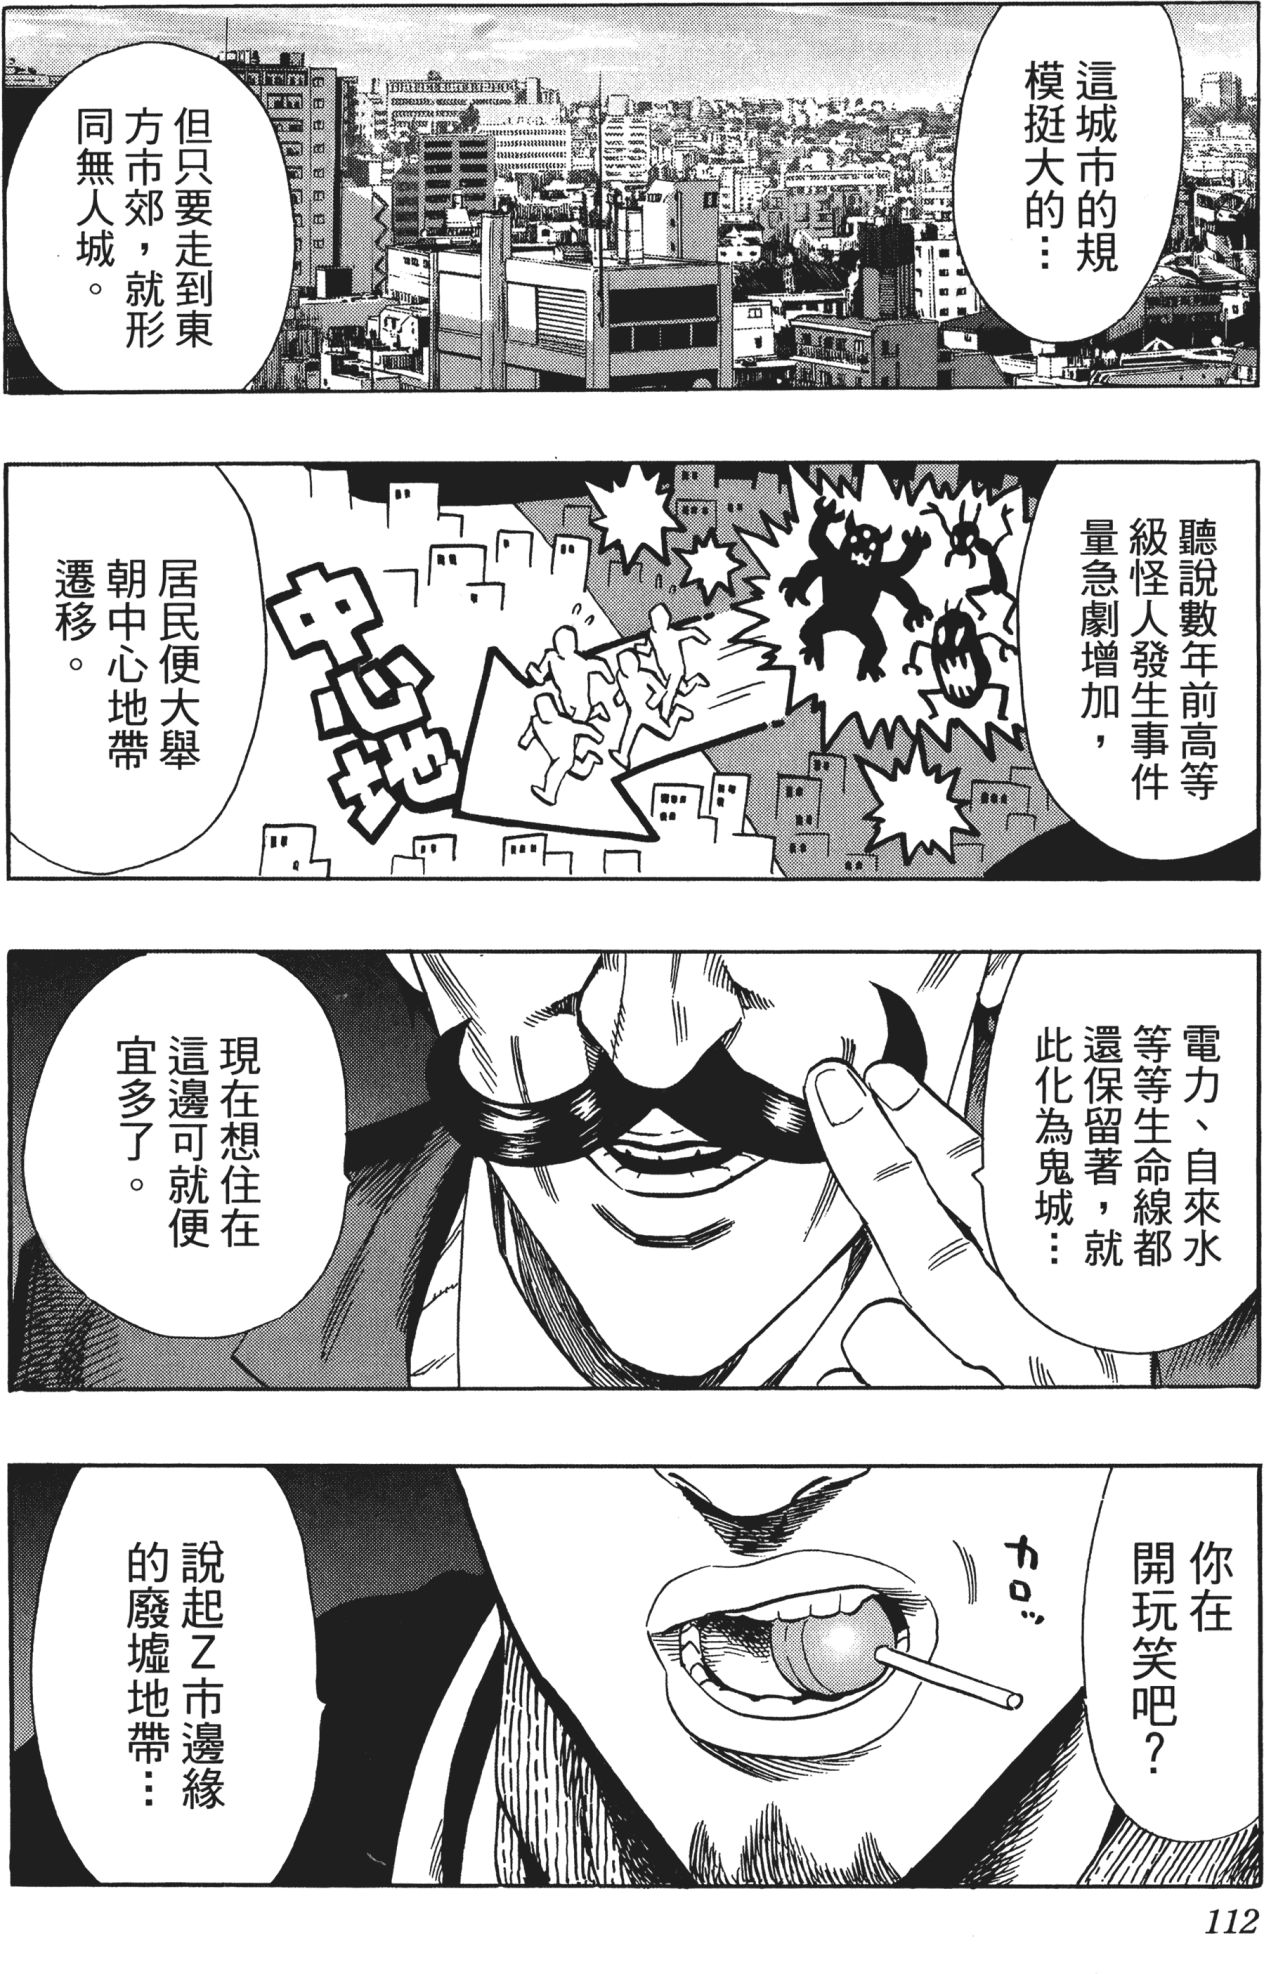 這城市的規
模挺大的…
但只要走到東
方市郊，就形
同無人城。
聽說數年前高等
級怪人發生事件
量急劇增加，
中心地
居民便大舉
朝中心地帶
遷移。
電力、自來水
等等生命線都
還保留著，就
此化為鬼城…
現在想住在
這邊可就便
宜多了。
你在
開玩笑吧？
カロッ
說起Z市邊緣
的廢墟地帶…
112